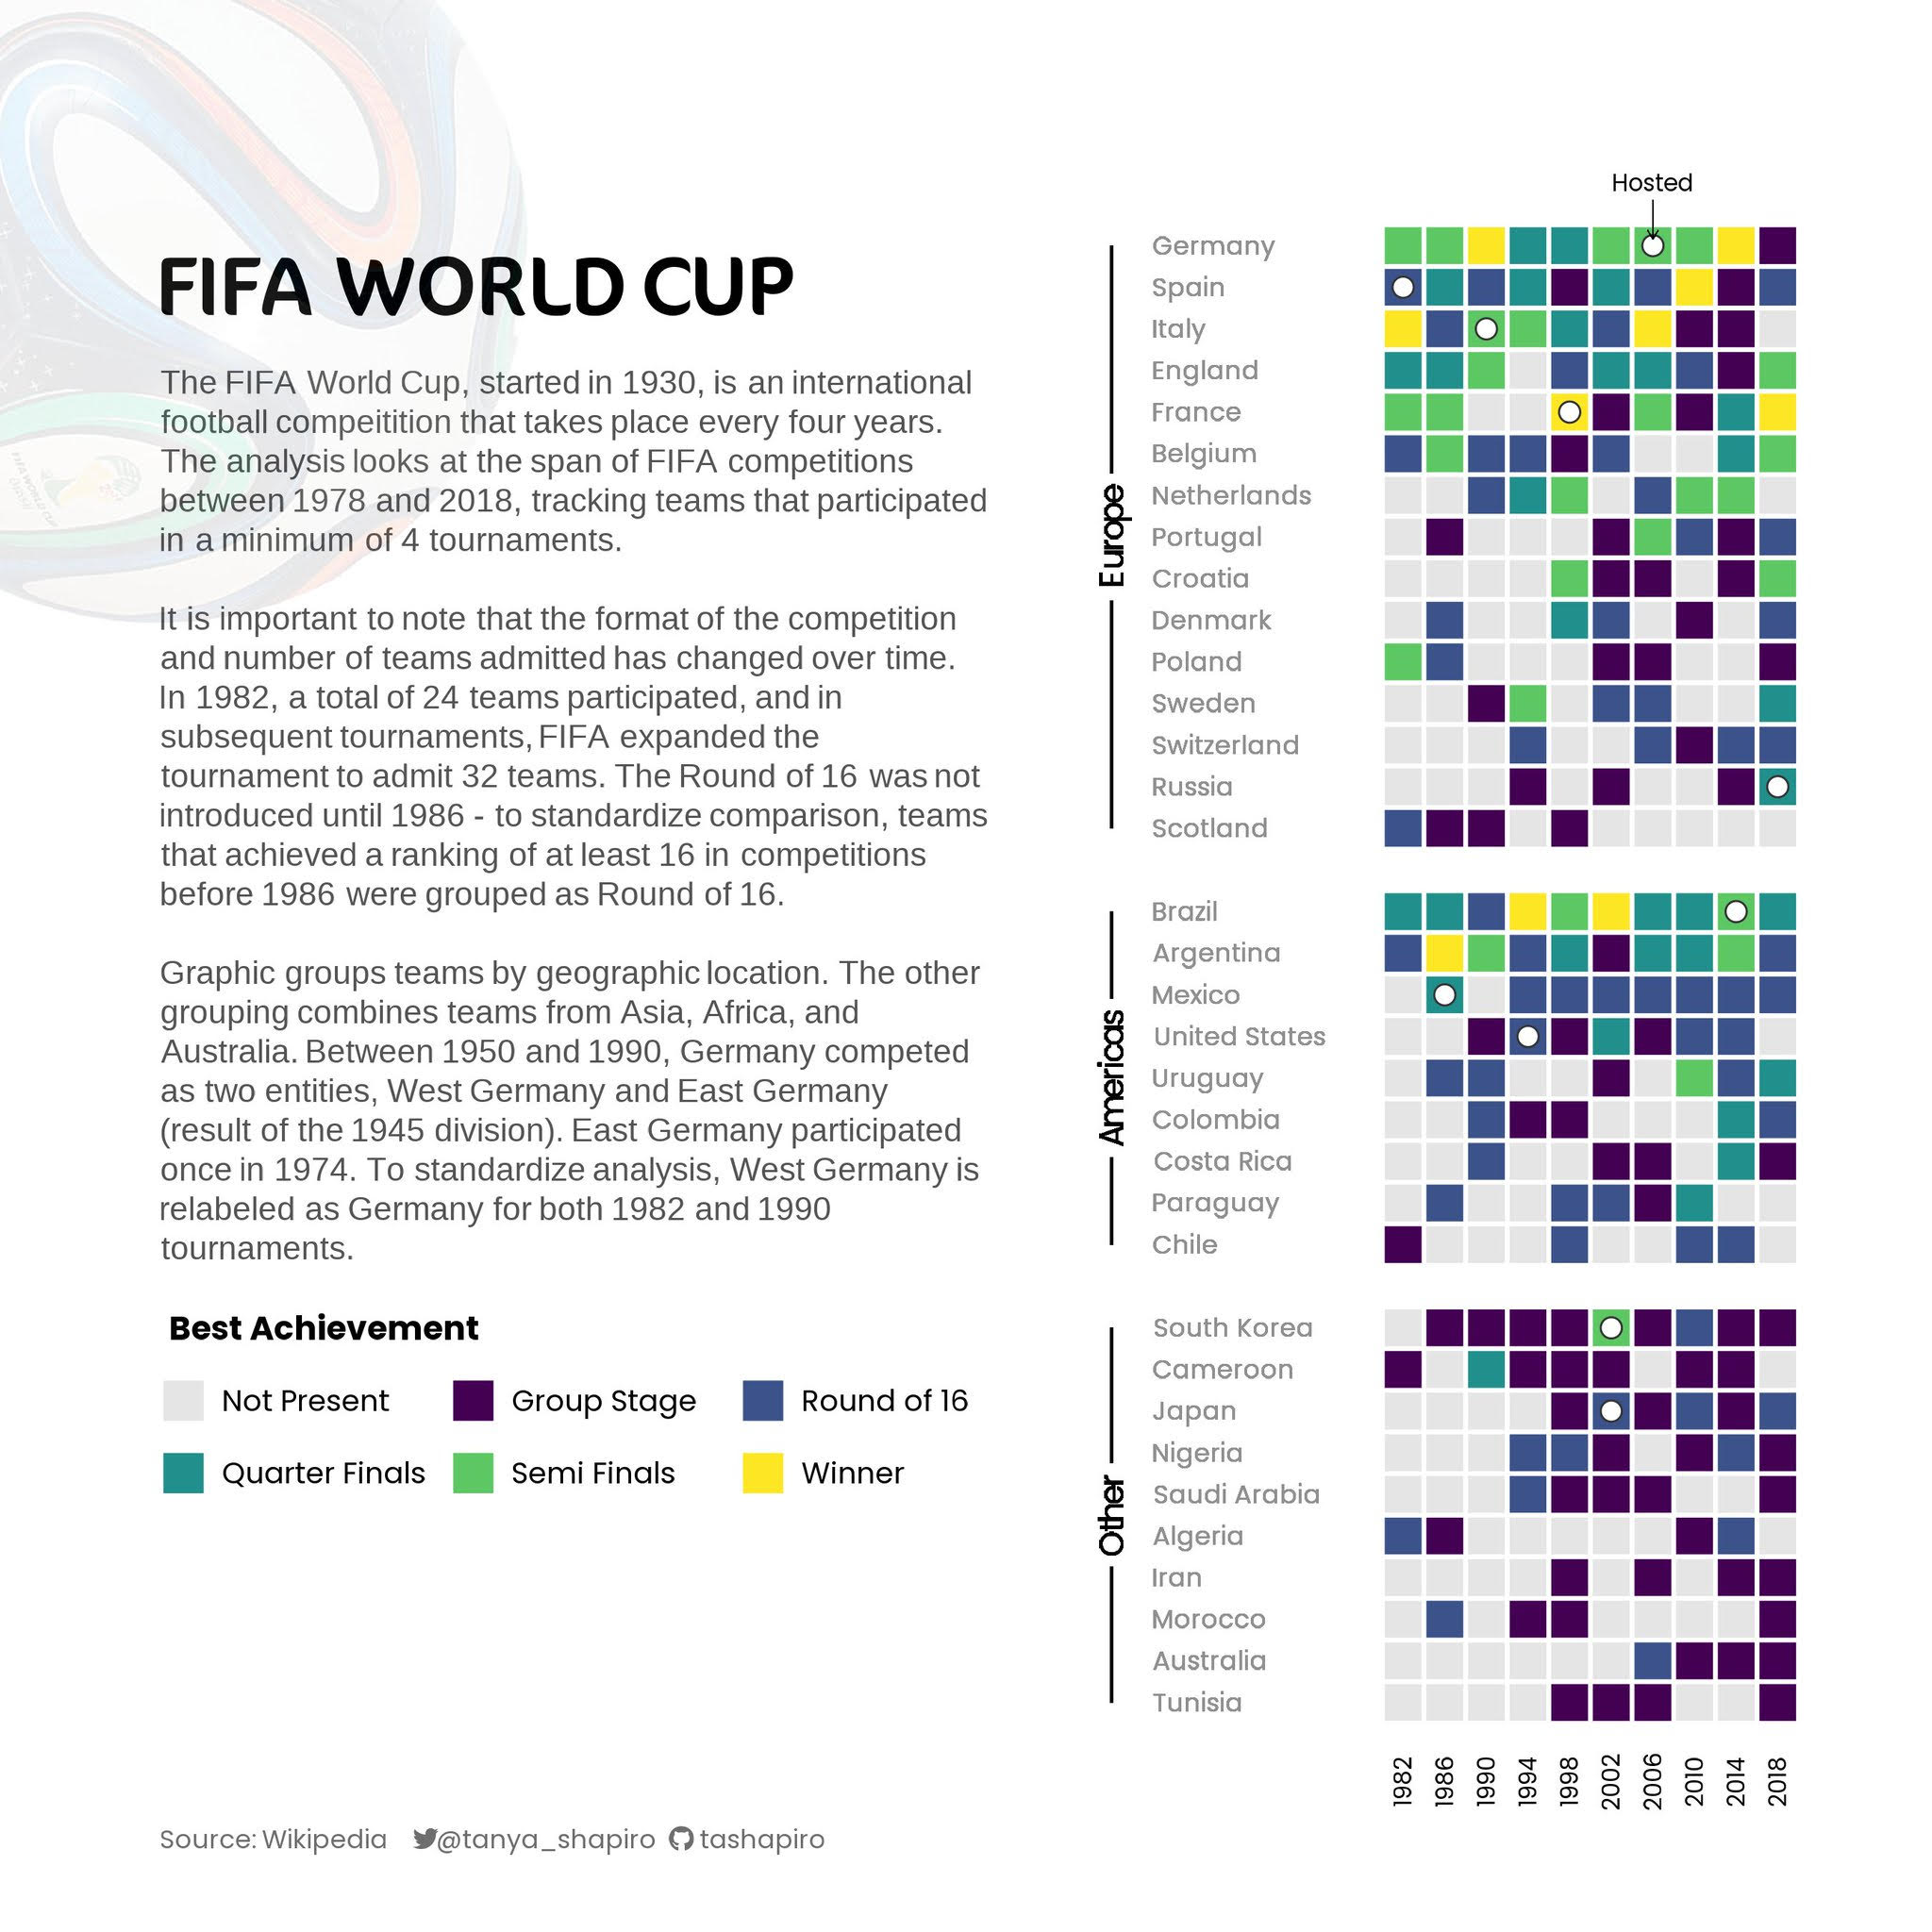 FIFA WORLD CUP
The FIFA World Cup, started in 1930, is an international
football compeitition that takes place every four years.
The analysis looks at the span of FIFA competitions
between 1978 and 2018, tracking teams that participated
in a minimum of 4 tournaments.
It is important to note that the format of the competition
and number of teams admitted has changed over time.
In 1982, a total of 24 teams participated, and in
subsequent tournaments, FIFA expanded the
tournament to admit 32 teams. The Round of 16 was not
introduced until 1986 - to standardize comparison, teams
that achieved a ranking of at least 16 in competitions
before 1986 were grouped as Round of 16.
Graphic groups teams by geographic location. The other
grouping combines teams from Asia, Africa, and
Australia. Between 1950 and 1990, Germany competed
as two entities, West Germany and East Germany
(result of the 1945 division). East Germany participated
once in 1974. To standardize analysis, West Germany is
relabeled as Germany for both 1982 and 1990
tournaments.
Best Achievement
Not Present
Group Stage
Round of 16
Quarter Finals
Semi Finals
Winner
Hosted
Europe
Germany
Spain
Italy
England
France
Belgium
Netherlands
Portugal
Croatia
Denmark
Poland
Sweden
Switzerland
Russia
Scotland
Americas
Brazil
Argentina
Mexico
United States
Uruguay
Colombia
Costa Rica
Paraguay
Chile
Other
South Korea
Cameroon
Japan
Nigeria
Saudi Arabia
Algeria
Iran
Morocco
Australia
Tunisia
1982
1986
1990
1994
1998
2002
2006
2010
2014
2018
Source: Wikipedia @tanya_shapiro tashapiro